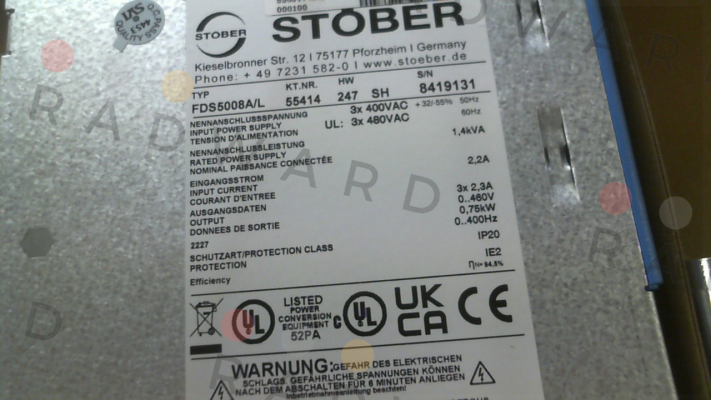 000100
STÖBER
STOBER
Kieselbronner Str. 12 | 75177 Pforzheim | Germany
Phone: + 49 7231 582-0 | www.stoeber.de
TYP KT.NR. HW S/N
FDS5008A/L 55414 247 SH 8419131
NENNANSCHLUSSSPANNUNG 3x 400VAC +32/-55% 50Hz
INPUT POWER SUPPLY UL: 3x 480VAC 60Hz
TENSION D'ALIMENTATION
NENNANSCHLUSSLEISTUNG 1,4kVA
RATED POWER SUPPLY
NOMINAL PAISSANCE CONNECTÉE 2,2A
EINGANGSSTROM
INPUT CURRENT 3x 2,3A
COURANT D'ENTREE 0..460V
AUSGANGSDATEN 0,75kW
OUTPUT 0..400Hz
DONNEES DE SORTIE
2227 IP20
SCHUTZART/PROTECTION CLASS
PROTECTION IE2
Efficiency
UL
LISTED
POWER
CONVERSION
EQUIPMENT
52PA
c UL
UK
CA
CE
WARNUNG: GEFAHR DES ELEKTRISCHEN
SCHLAGS. GEFÄHRLICHE SPANNUNGEN KÖNNEN
NACH DEM ABSCHALTEN FÜR 6 MINUTEN ANLIEGEN
RADWARD
RADWARD
R
D
R